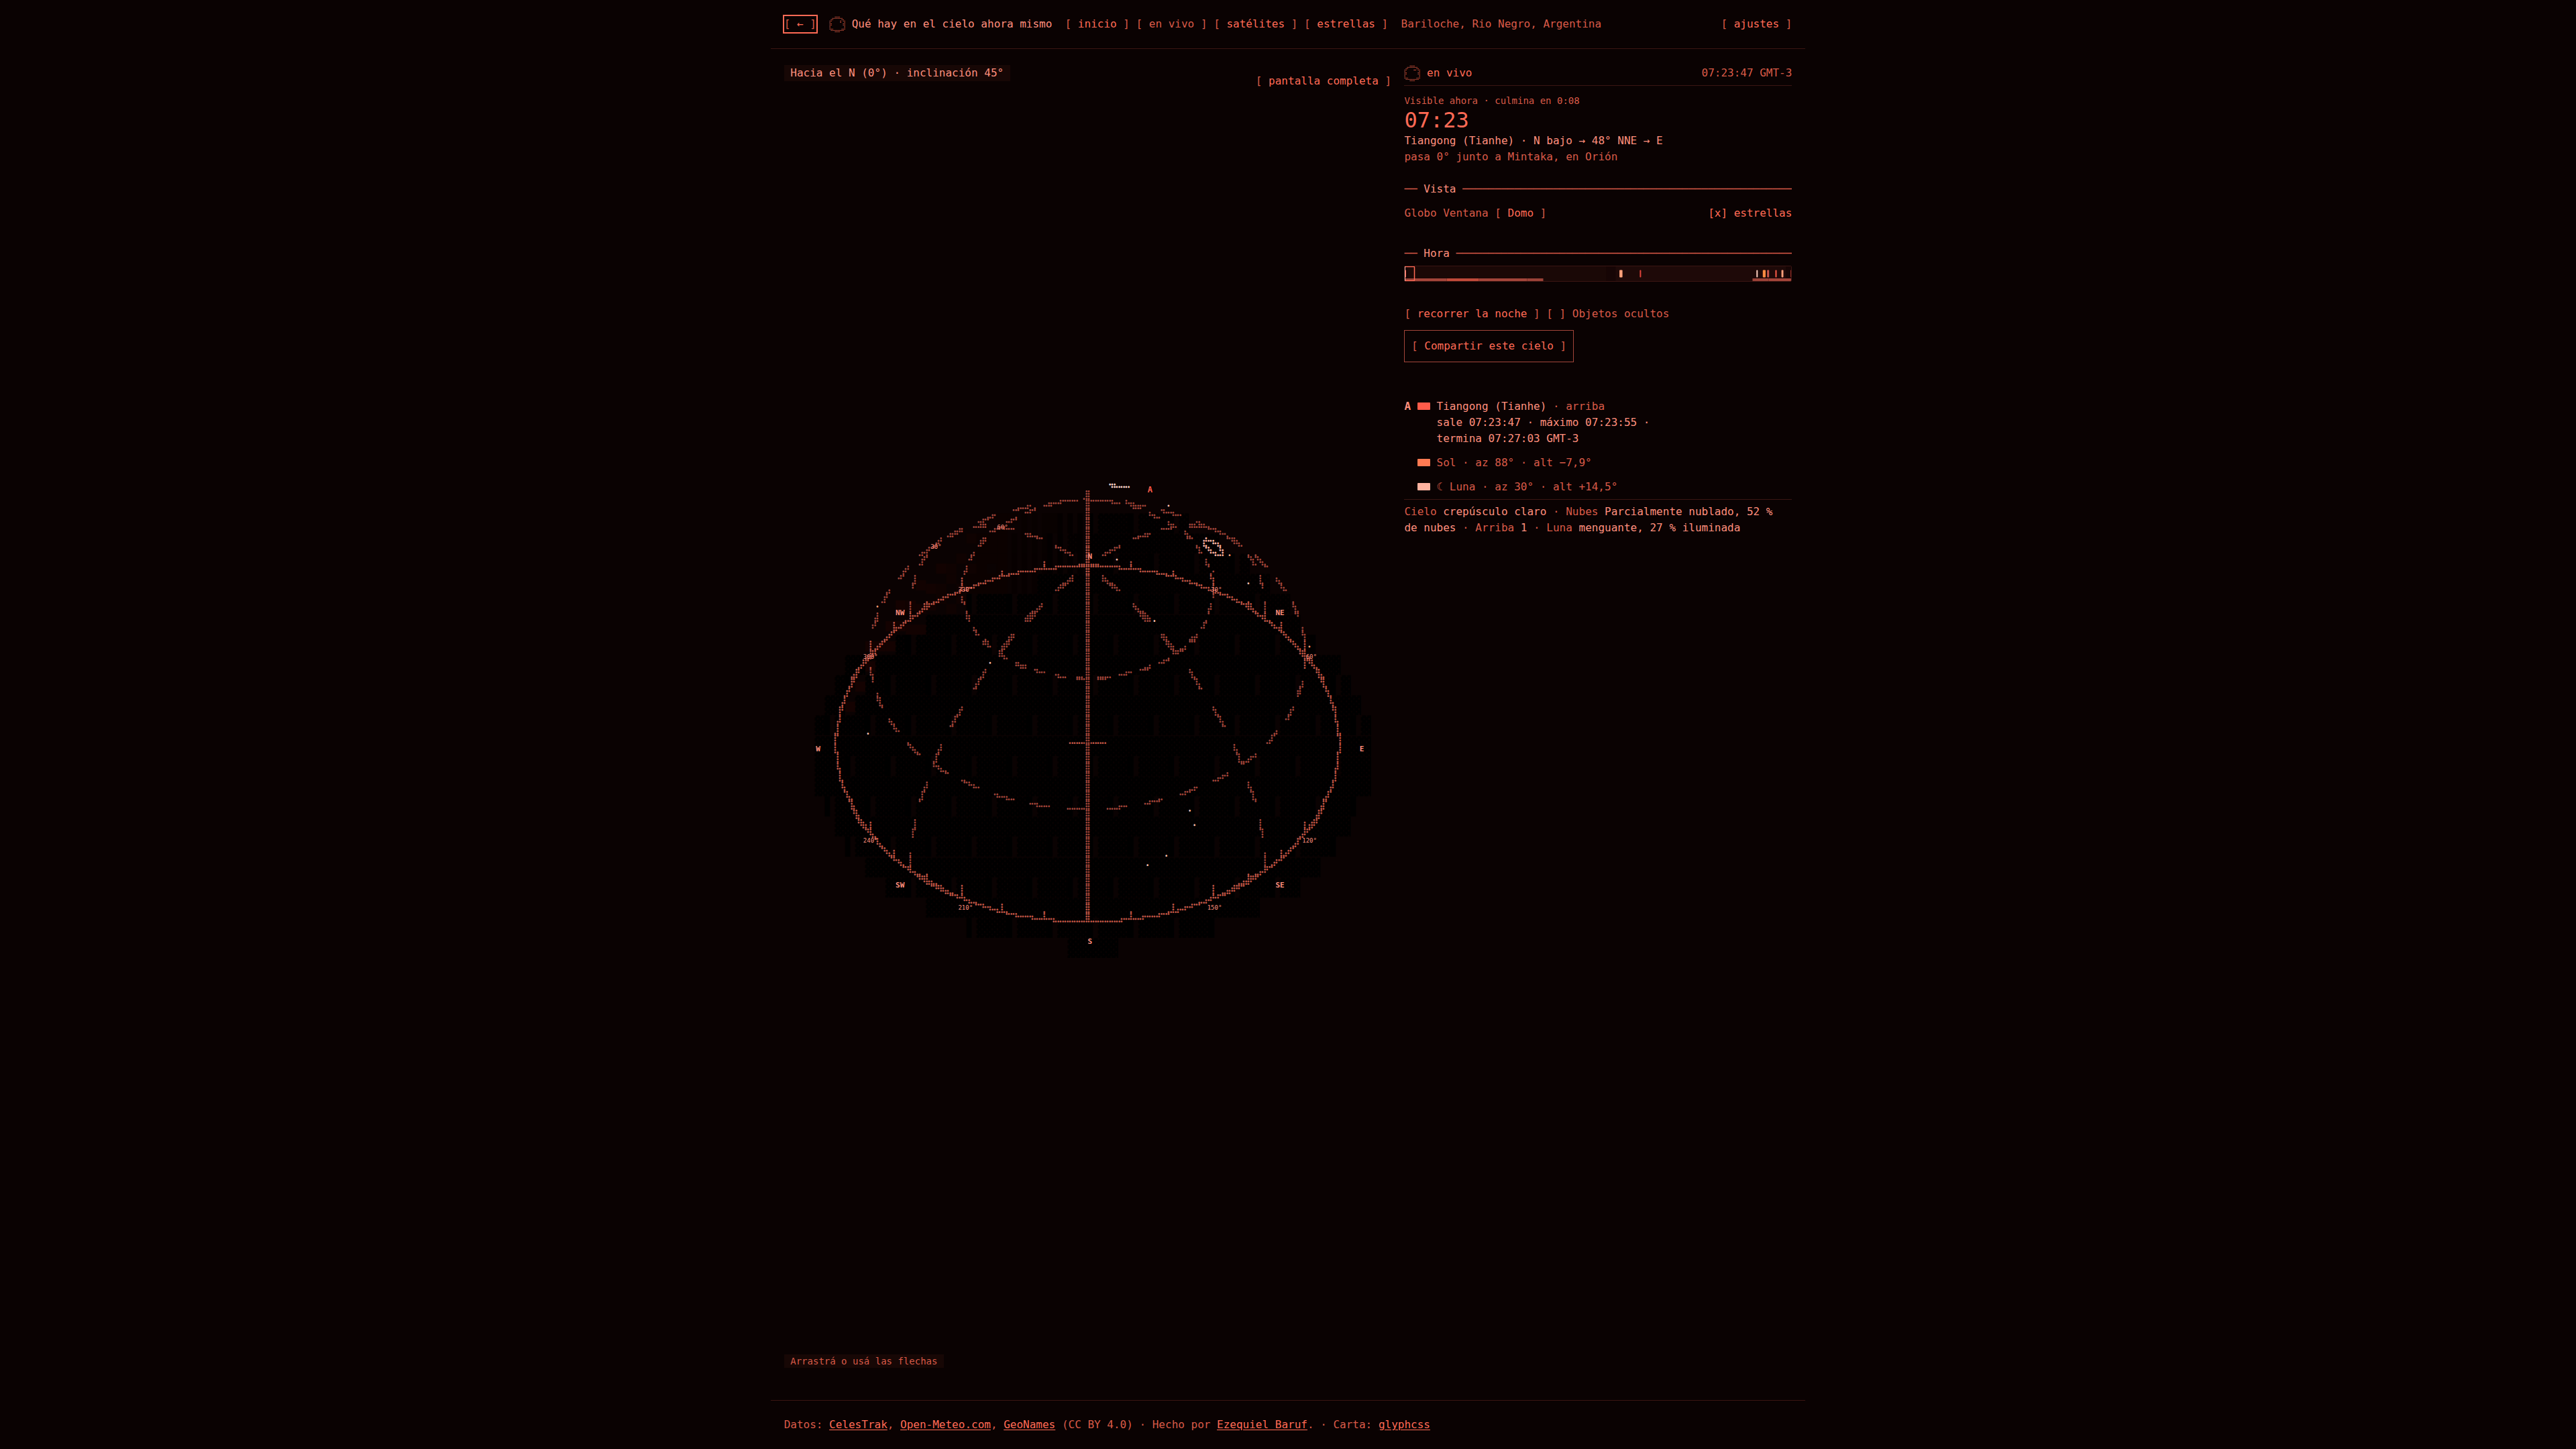 [ ← ] Qué hay en el cielo ahora mismo [ inicio ] [ en vivo ] [ satélites ] [ estrellas ] Bariloche, Rio Negro, Argentina [ ajustes ]
Hacia el N (0°) · inclinación 45°
[ pantalla completa ]
en vivo 07:23:47 GMT-3
Visible ahora · culmina en 0:08
07:23
Tiangong (Tianhe) · N bajo → 48° NNE → E
pasa 0° junto a Mintaka, en Orión
Vista
Globo Ventana [ Domo ] [x] estrellas
Hora
[ recorrer la noche ] [ ] Objetos ocultos
[ Compartir este cielo ]
A Tiangong (Tianhe) · arriba
sale 07:23:47 · máximo 07:23:55 ·
termina 07:27:03 GMT-3
Sol · az 88° · alt −7,9°
☾ Luna · az 30° · alt +14,5°
Cielo crepúsculo claro · Nubes Parcialmente nublado, 52 %
de nubes · Arriba 1 · Luna menguante, 27 % iluminada
A
N
NW
NE
W
E
240°
120°
SW
SE
210°
150°
S
Arrastrá o usá las flechas
Datos: CelesTrak, Open-Meteo.com, GeoNames (CC BY 4.0) · Hecho por Ezequiel Baruf. · Carta: glyphcss